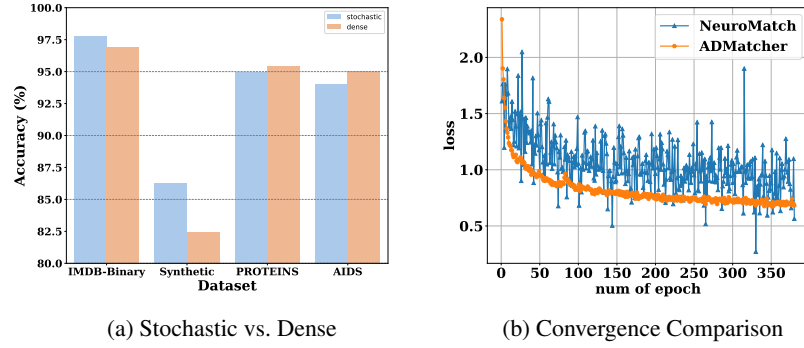 100.0
97.5
95.0
92.5
90.0
87.5
85.0
82.5
80.0
Accuracy (%)
stochastic
dense
IMDB-Binary Synthetic PROTEINS AIDS
Dataset
(a) Stochastic vs. Dense
2.0
1.5
1.0
0.5
loss
NeuroMatch
ADMatcher
0 50 100 150 200 250 300 350
num of epoch
(b) Convergence Comparison